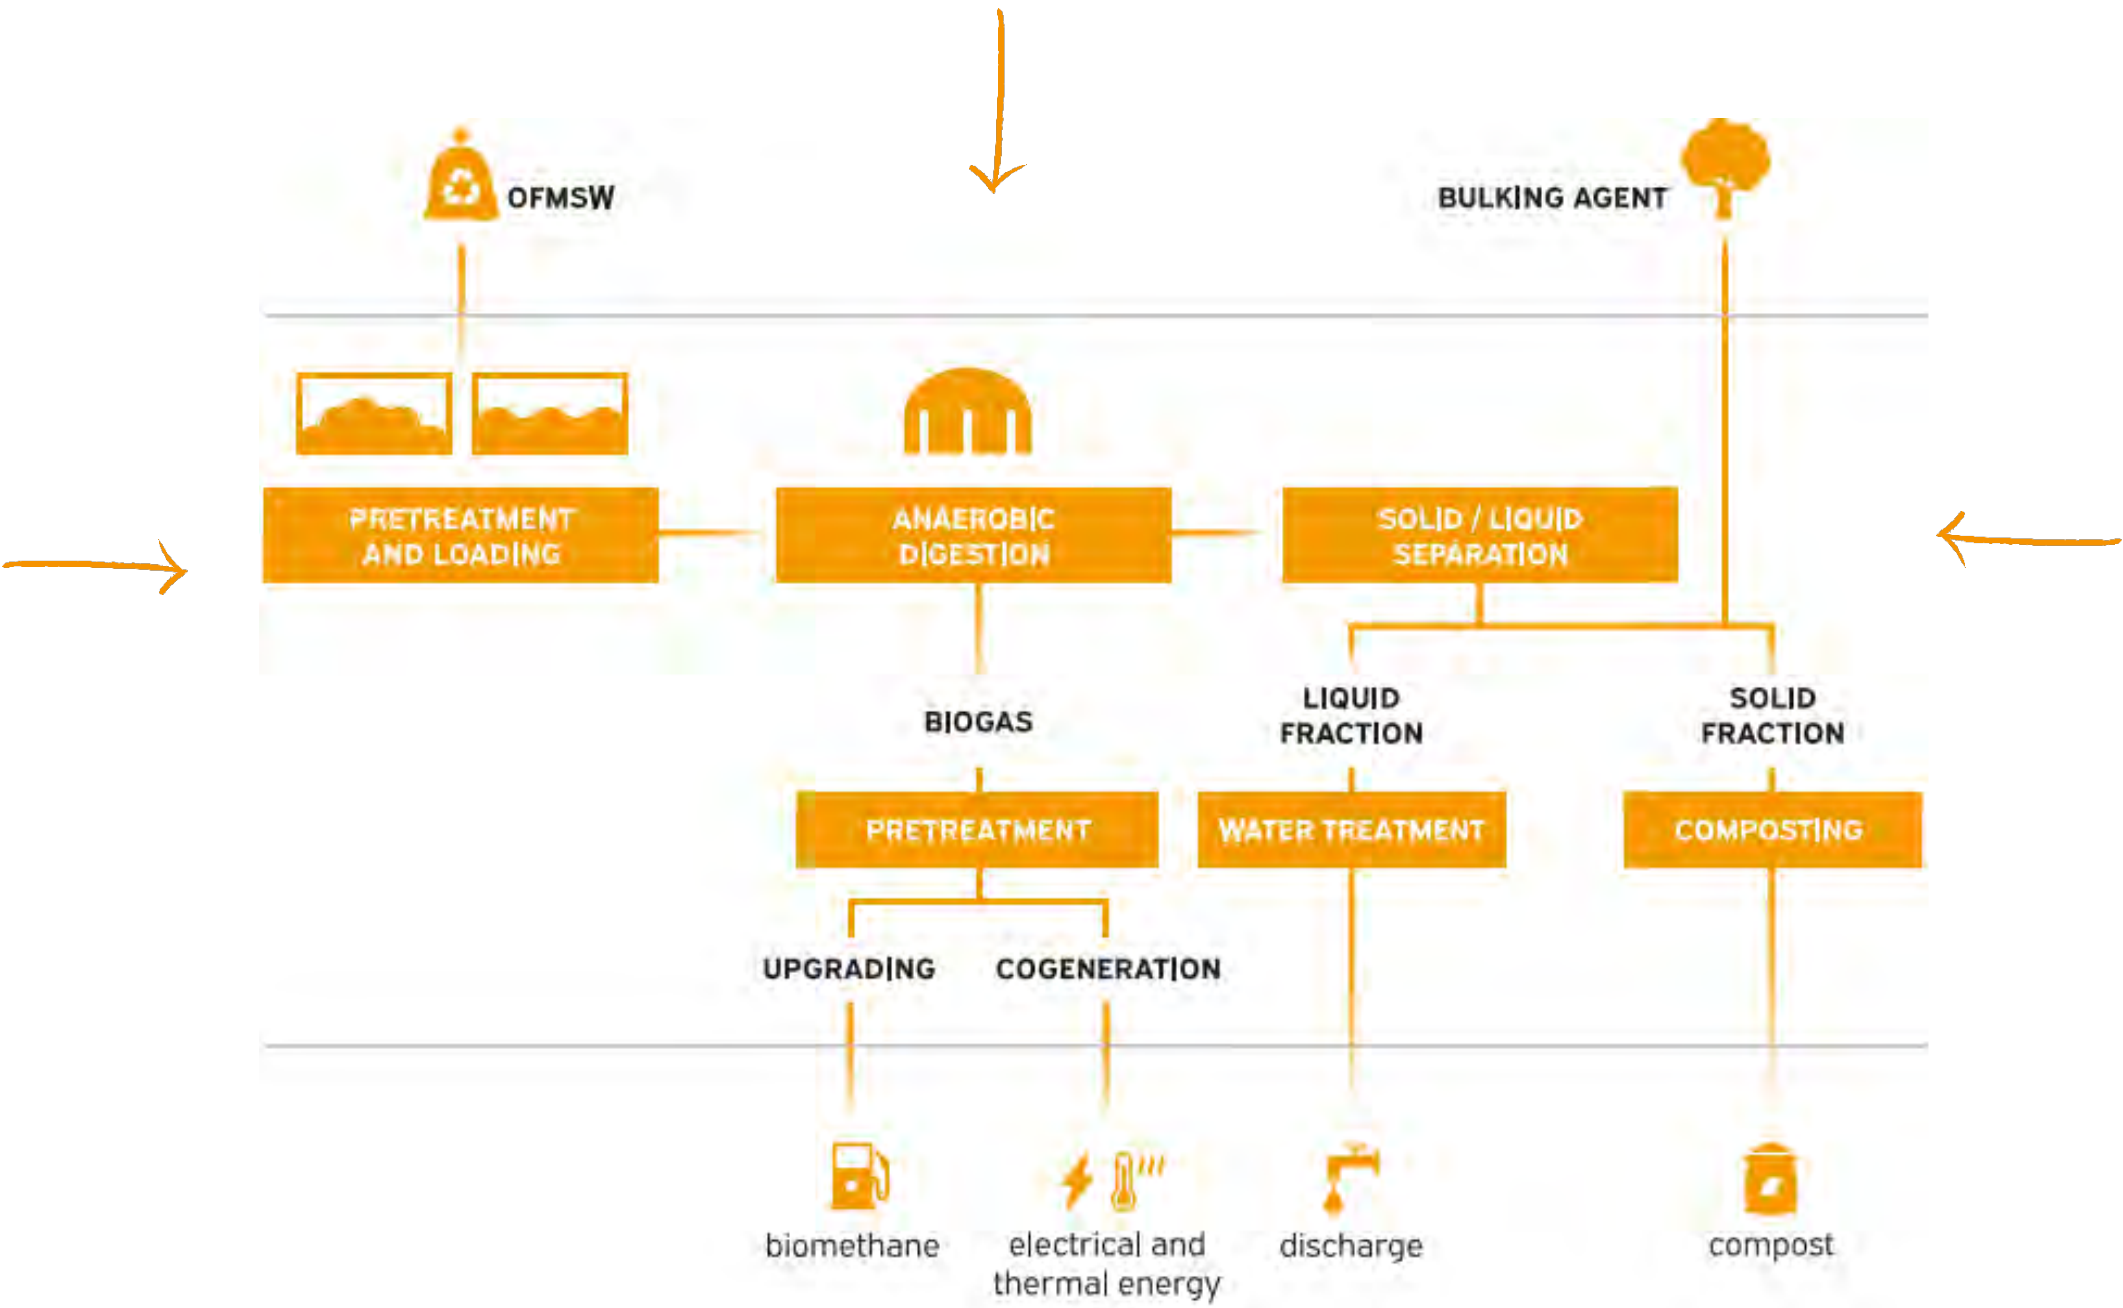 OFMSW
BULKING AGENT
PRETREATMENT
AND LOADING
ANAEROBIC
DIGESTION
SOLID / LIQUID
SEPARATION
BIOGAS
LIQUID
FRACTION
SOLID
FRACTION
PRETREATMENT
WATER TREATMENT
COMPOSTING
UPGRADING
COGENERATION
biomethane
electrical and
thermal energy
discharge
compost